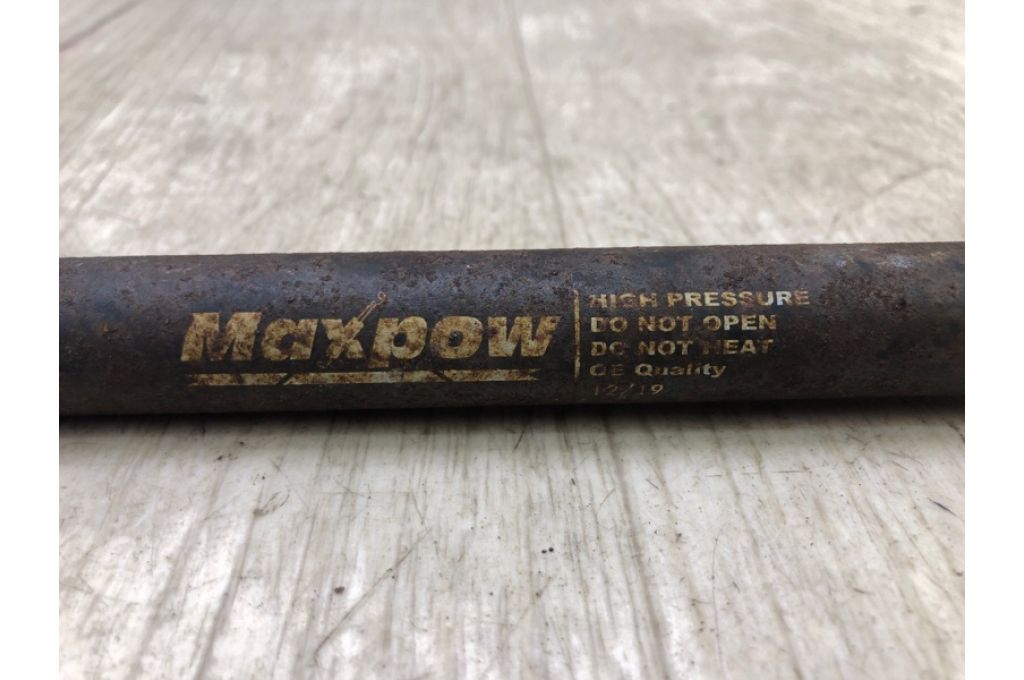 Maxpow
HIGH PRESSURE
DO NOT OPEN
DO NOT HEAT
OE Quality
12/19